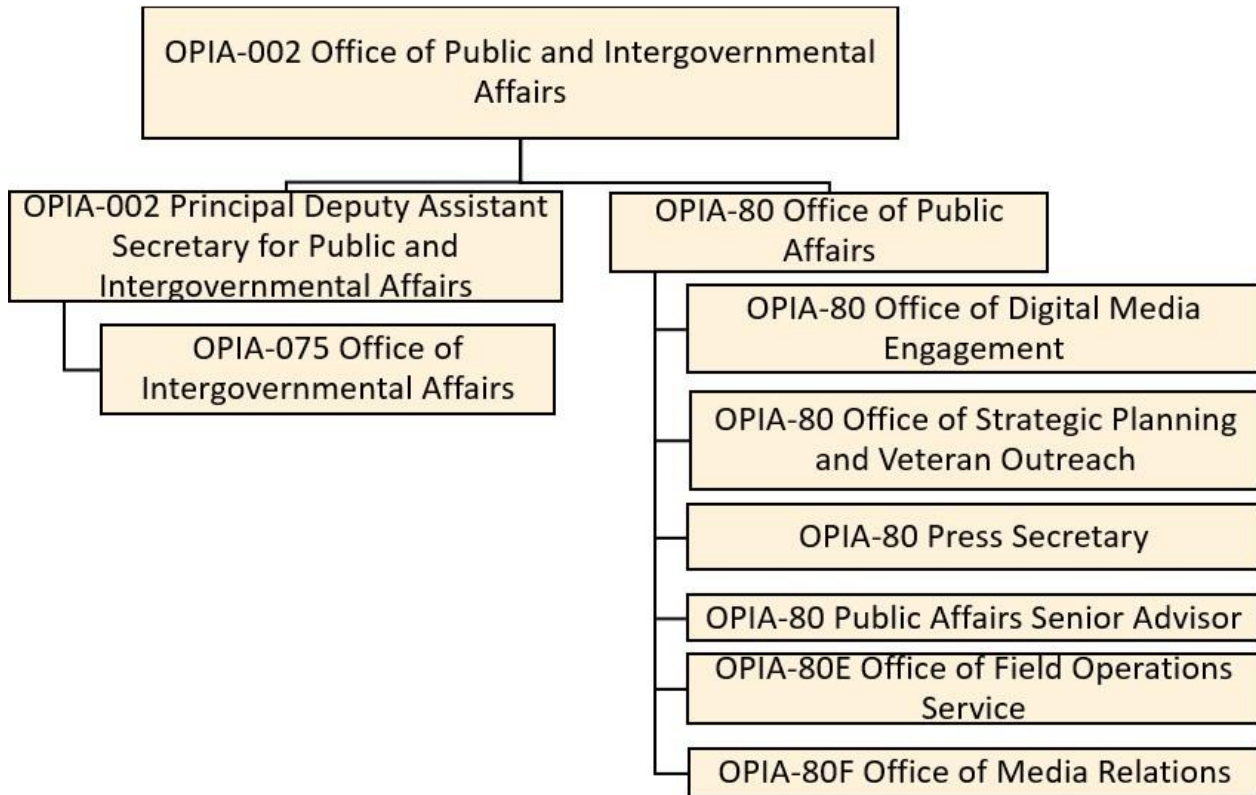 OPIA-002 Office of Public and Intergovernmental
Affairs
OPIA-002 Principal Deputy Assistant
Secretary for Public and
Intergovernmental Affairs
OPIA-075 Office of
Intergovernmental Affairs
OPIA-80 Office of Public
Affairs
OPIA-80 Office of Digital Media
Engagement
OPIA-80 Office of Strategic Planning
and Veteran Outreach
OPIA-80 Press Secretary
OPIA-80 Public Affairs Senior Advisor
OPIA-80E Office of Field Operations
Service
OPIA-80F Office of Media Relations